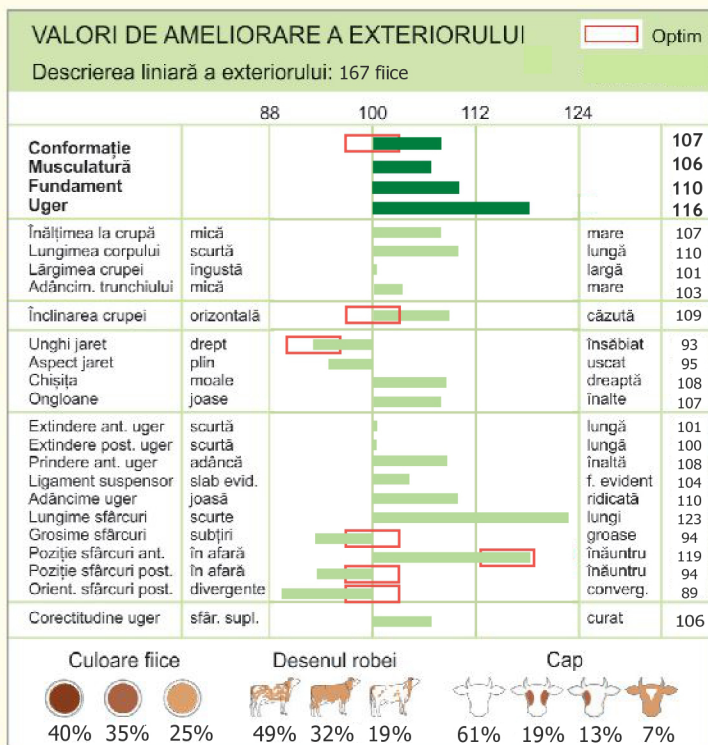 VALORI DE AMELIORARE A EXTERIORULUI Optim
Descrierea liniară a exteriorului: 167 fiice
88 100 112 124
Conformație 107
Musculatură 106
Fundament 110
Uger 116
Înălțimea la crupă mică mare 107
Lungimea corpului scurtă lungă 110
Lărgimea crupei îngustă largă 101
Adâncim. trunchiului mică mare 103
Înclinarea crupei orizontală căzută 109
Unghi jaret drept însăbiat 93
Aspect jaret plin uscat 95
Chișița moale dreaptă 108
Ongloane joase înalte 107
Extindere ant. uger scurtă lungă 101
Extindere post. uger scurtă lungă 100
Prindere ant. uger adâncă înaltă 108
Ligament suspensor slab evid. f. evident 104
Adâncime uger joasă ridicată 110
Lungime sfârcuri scurte lungi 123
Grosime sfârcuri subțiri groase 94
Poziție sfârcuri ant. în afară înăuntru 119
Poziție sfârcuri post. în afară înăuntru 94
Orient. sfârcuri post. divergente converg. 89
Corectitudine uger sfâr. supl. curat 106
Culoare fiice Desenul robei Cap
40% 35% 25% 49% 32% 19% 61% 19% 13% 7%